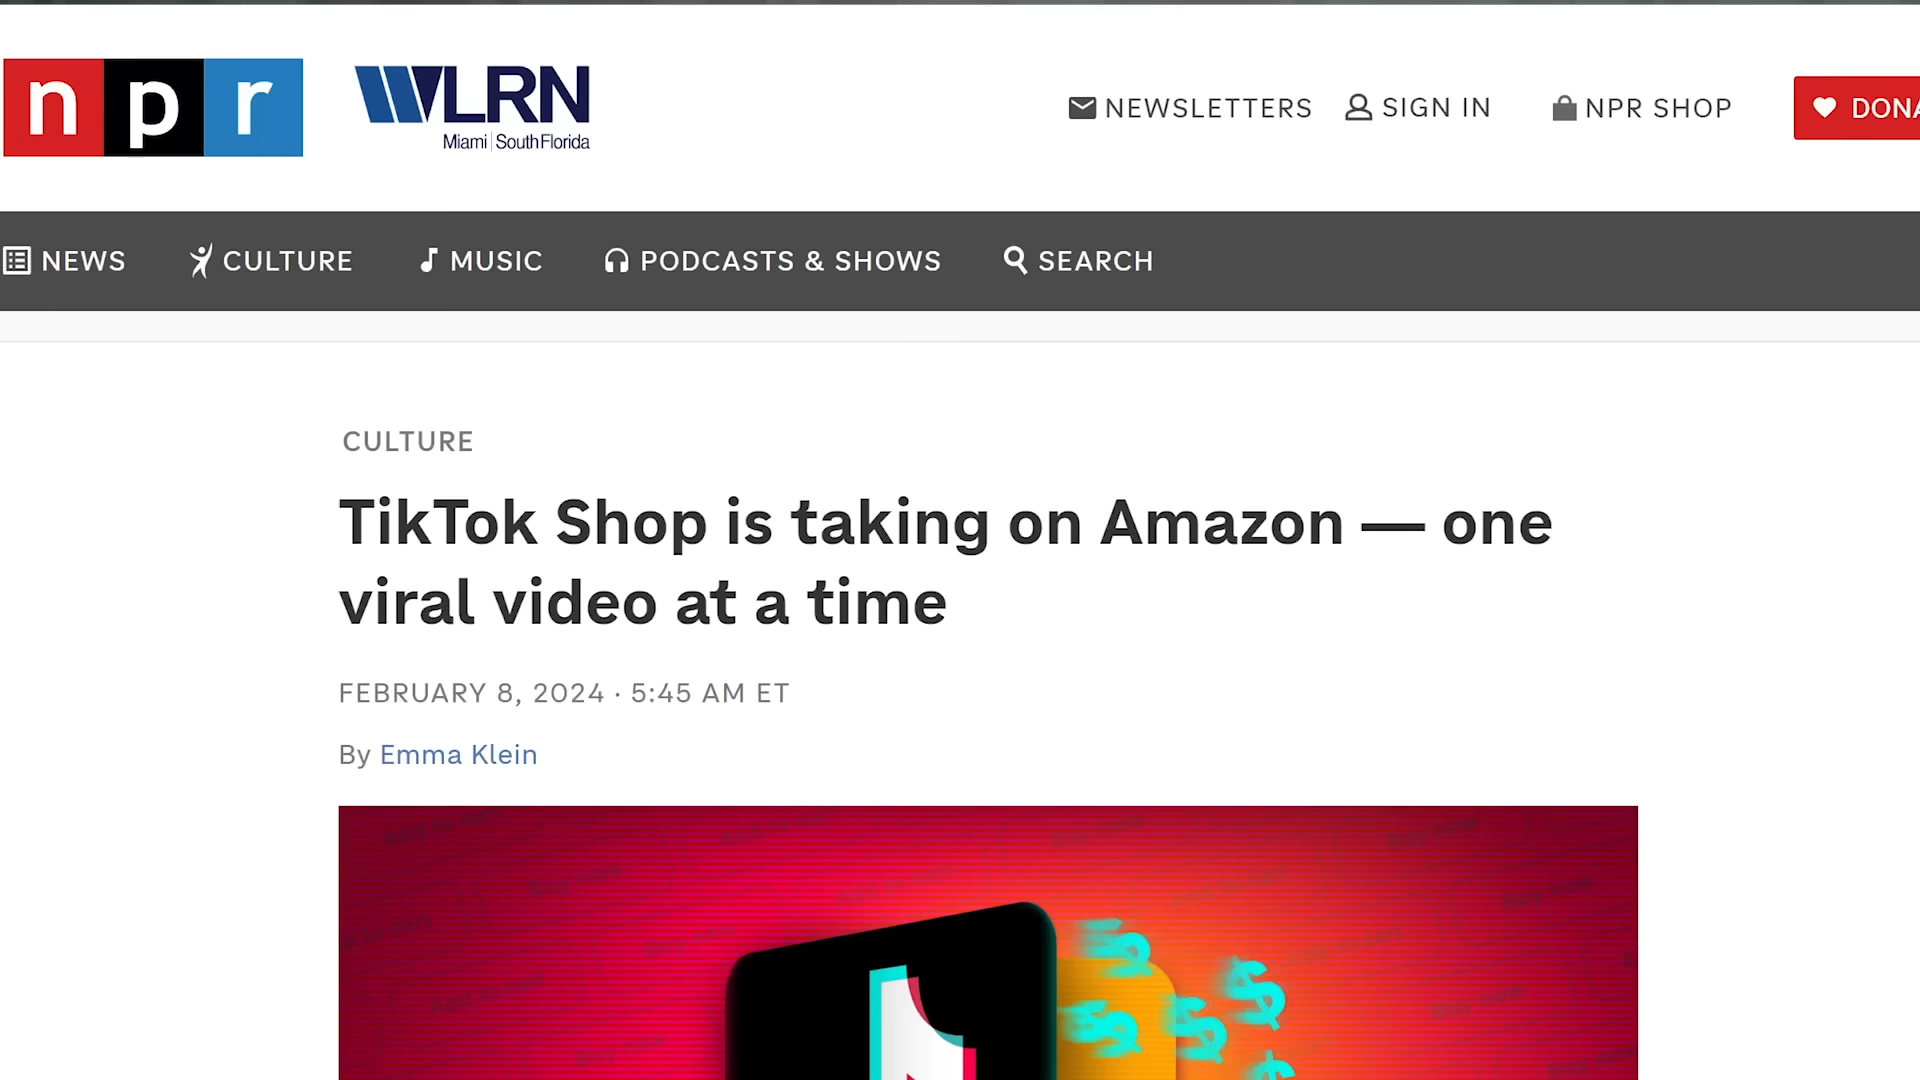 npr
WLRN
Miami | South Florida
NEWSLETTERS
SIGN IN
NPR SHOP
NEWS
CULTURE
MUSIC
PODCASTS & SHOWS
SEARCH
CULTURE
TikTok Shop is taking on Amazon — one
viral video at a time
FEBRUARY 8, 2024 · 5:45 AM ET
By Emma Klein